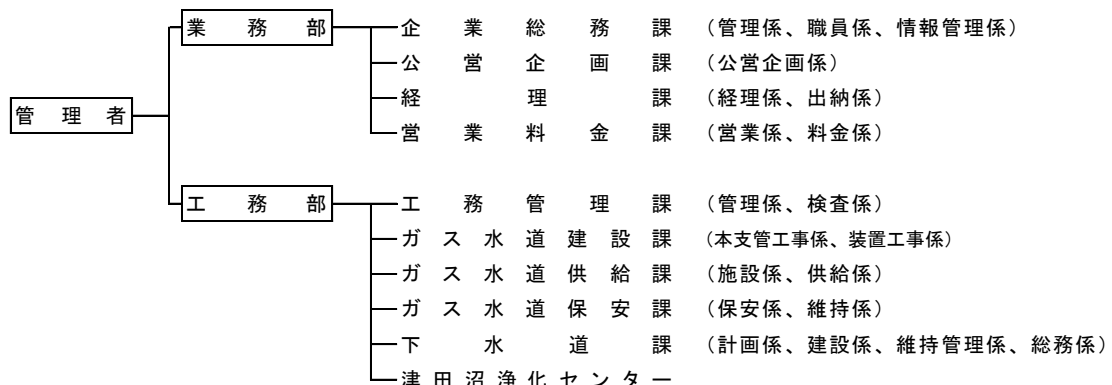 業務部 企業総務課 （管理係、職員係、情報管理係）
公営企画課 （公営企画係）
経理課 （経理係、出納係）
管理者
営業料金課 （営業係、料金係）
工務部 工務管理課 （管理係、検査係）
ガス水道建設課 （本支管工事係、装置工事係）
ガス水道供給課 （施設係、供給係）
ガス水道保安課 （保安係、維持係）
下水道課 （計画係、建設係、維持管理係、総務係）
津田沼浄化センター